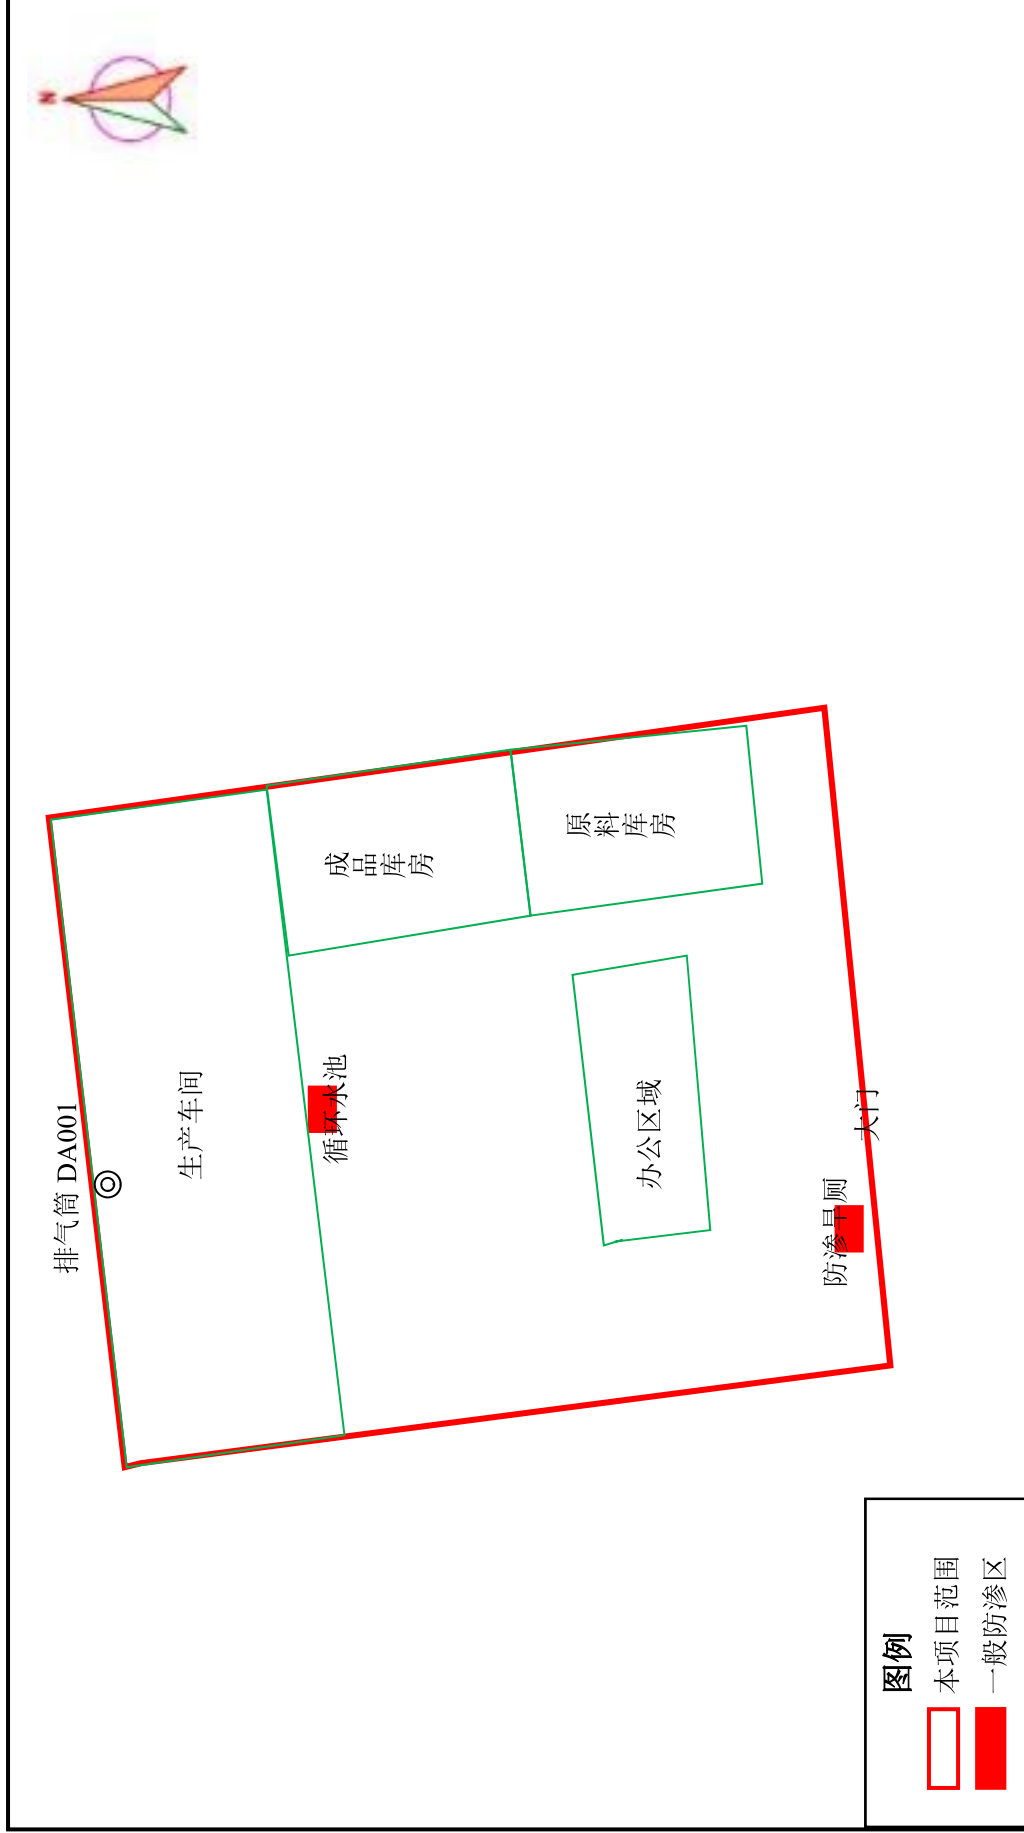 N
排气筒 DA001
生产车间
成品库房
原料库房
循环水池
办公区域
防渗旱厕
大门
图例
本项目范围
一般防渗区